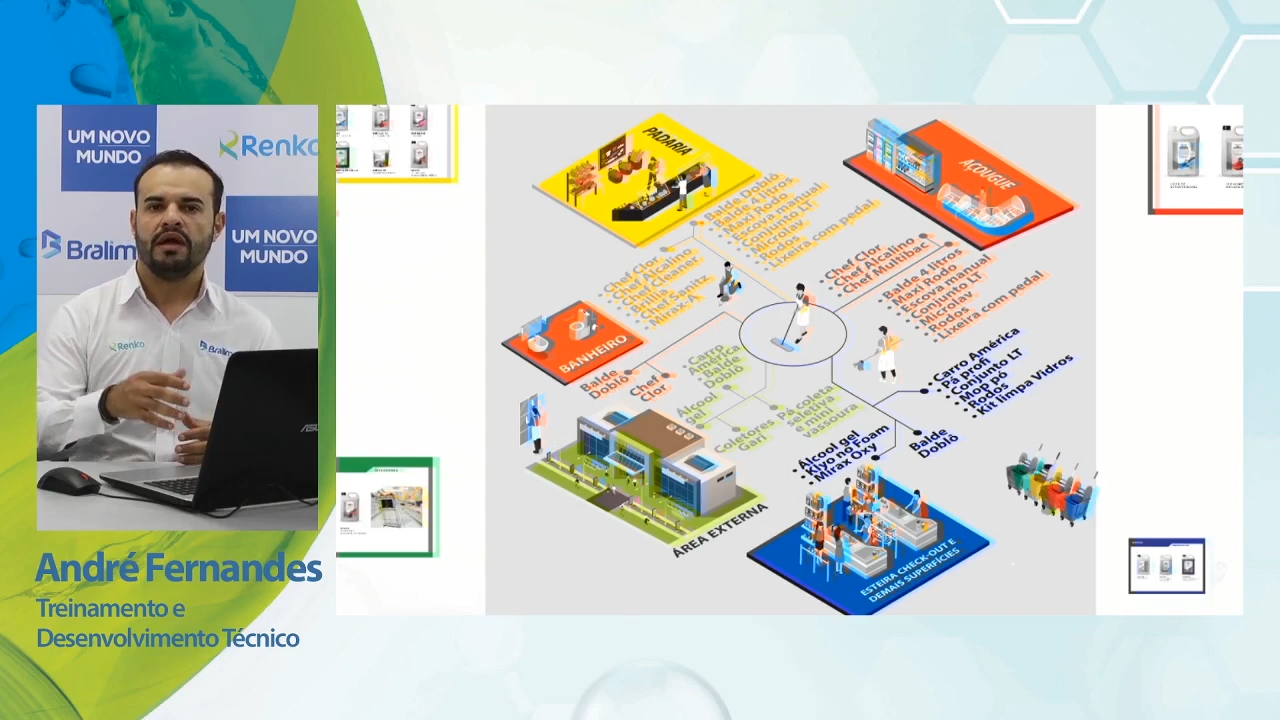 UM NOVO
MUNDO
Renko
Bralim
UM NOVO
MUNDO
Renko
Bralim
André Fernandes
Treinamento e
Desenvolvimento Técnico
PADARIA
Balde Dobló
Balde 4 litros
Maxi Rodo
Escova manual
Conjunto LT
Microlav
Rodos
Lixeira com pedal
Chef Clor
Chef Alcalino
Chef Cleaner
Brilla
Chef Sanitz
Mirax-A
AÇOUGUE
Chef Clor
Chef Alcalino
Chef Multibac
Balde 4 litros
Maxi Rodo
Escova manual
Conjunto LT
Microlav
Rodos
Lixeira com pedal
BANHEIRO
Balde
Dobló
Chef
Clor
Carro
América
Balde
Dobló
Álcool
gel
Coletores
Gari
Pá coleta
seletiva
e mini
vassoura
ÁREA EXTERNA
Carro América
Pá profi
Conjunto LT
Mop Pó
Rodos
Kit limpa Vidros
Álcool gel
Klyo no Foam
Mirax Oxy
Balde
Dobló
ESTEIRA CHECK-OUT E
DEMAIS SUPERFÍCIES